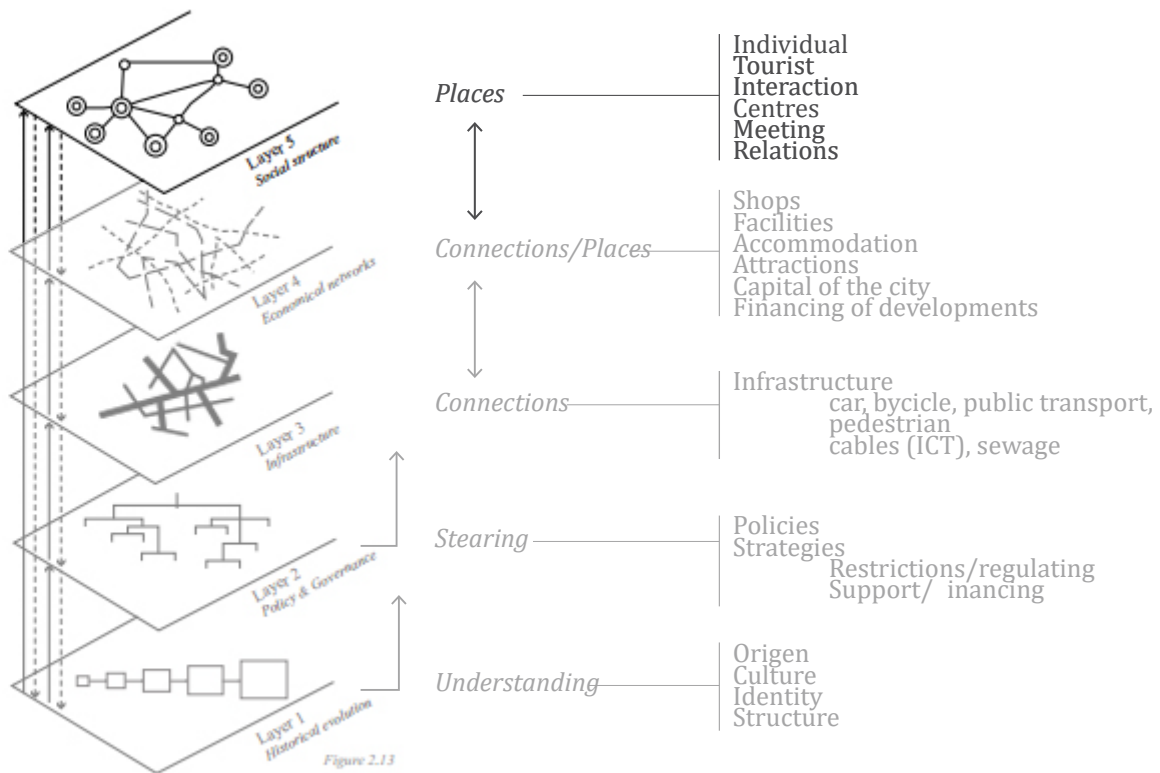 Places
Individual
Tourist
Interaction
Centres
Meeting
Relations
Layer 5
Social structure
Connections/Places
Shops
Facilities
Accommodation
Attractions
Capital of the city
Financing of developments
Layer 4
Economical networks
Connections
Infrastructure
car, bycicle, public transport,
pedestrian
cables (ICT), sewage
Layer 3
Infrastructure
Stearing
Policies
Strategies
Restrictions/regulating
Support/ inancing
Layer 2
Policy & Governance
Understanding
Origen
Culture
Identity
Structure
Layer 1
Historical evolution
Figure 2.13